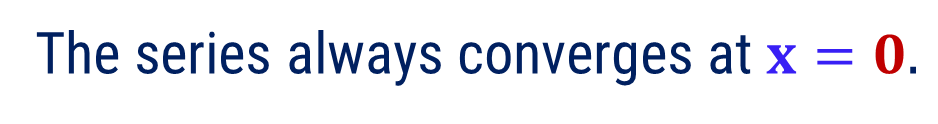 The series always converges at x = 0.